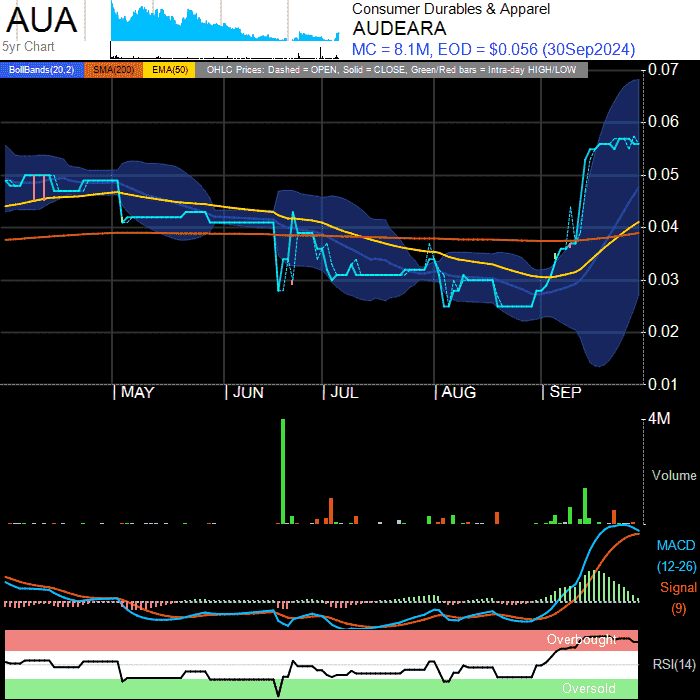 AUA
5yr Chart
Consumer Durables & Apparel
AUDEARA
MC = 8.1M, EOD = $0.056 (30Sep2024)
BollBands(20,2) SMA(200) EMA(50) OHLC Prices: Dashed = OPEN, Solid = CLOSE, Green/Red bars = Intra-day HIGH/LOW
0.07
0.06
0.05
0.04
0.03
0.02
0.01
| MAY | JUN | JUL | AUG | SEP
4M
Volume
MACD
(12-26)
Signal
(9)
Overbought
RSI(14)
Oversold